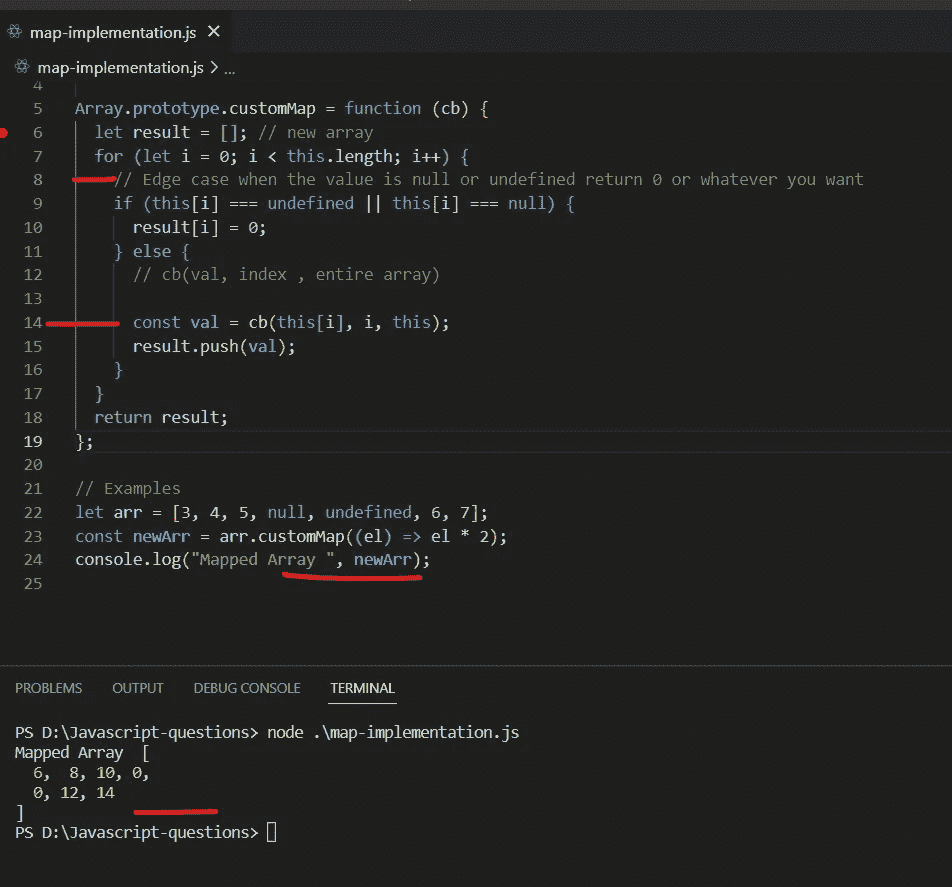 map-implementation.js ×
map-implementation.js > ...
4
5 Array.prototype.customMap = function (cb) {
6 let result = []; // new array
7 for (let i = 0; i < this.length; i++) {
8 // Edge case when the value is null or undefined return 0 or whatever you want
9 if (this[i] === undefined || this[i] === null) {
10 result[i] = 0;
11 } else {
12 // cb(val, index , entire array)
13
14 const val = cb(this[i], i, this);
15 result.push(val);
16 }
17 }
18 return result;
19 };
20
21 // Examples
22 let arr = [3, 4, 5, null, undefined, 6, 7];
23 const newArr = arr.customMap((el) => el * 2);
24 console.log("Mapped Array ", newArr);
25
PROBLEMS OUTPUT DEBUG CONSOLE TERMINAL
PS D:\Javascript-questions> node .\map-implementation.js
Mapped Array [
6, 8, 10, 0,
0, 12, 14
]
PS D:\Javascript-questions>